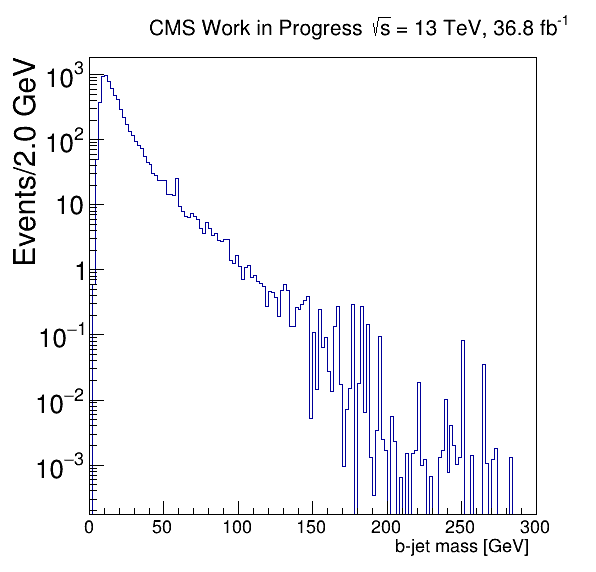 CMS Work in Progress √s = 13 TeV, 36.8 fb⁻¹
Events/2.0 GeV
10³
10²
10
1
10⁻¹
10⁻²
10⁻³
0 50 100 150 200 250 300
b-jet mass [GeV]